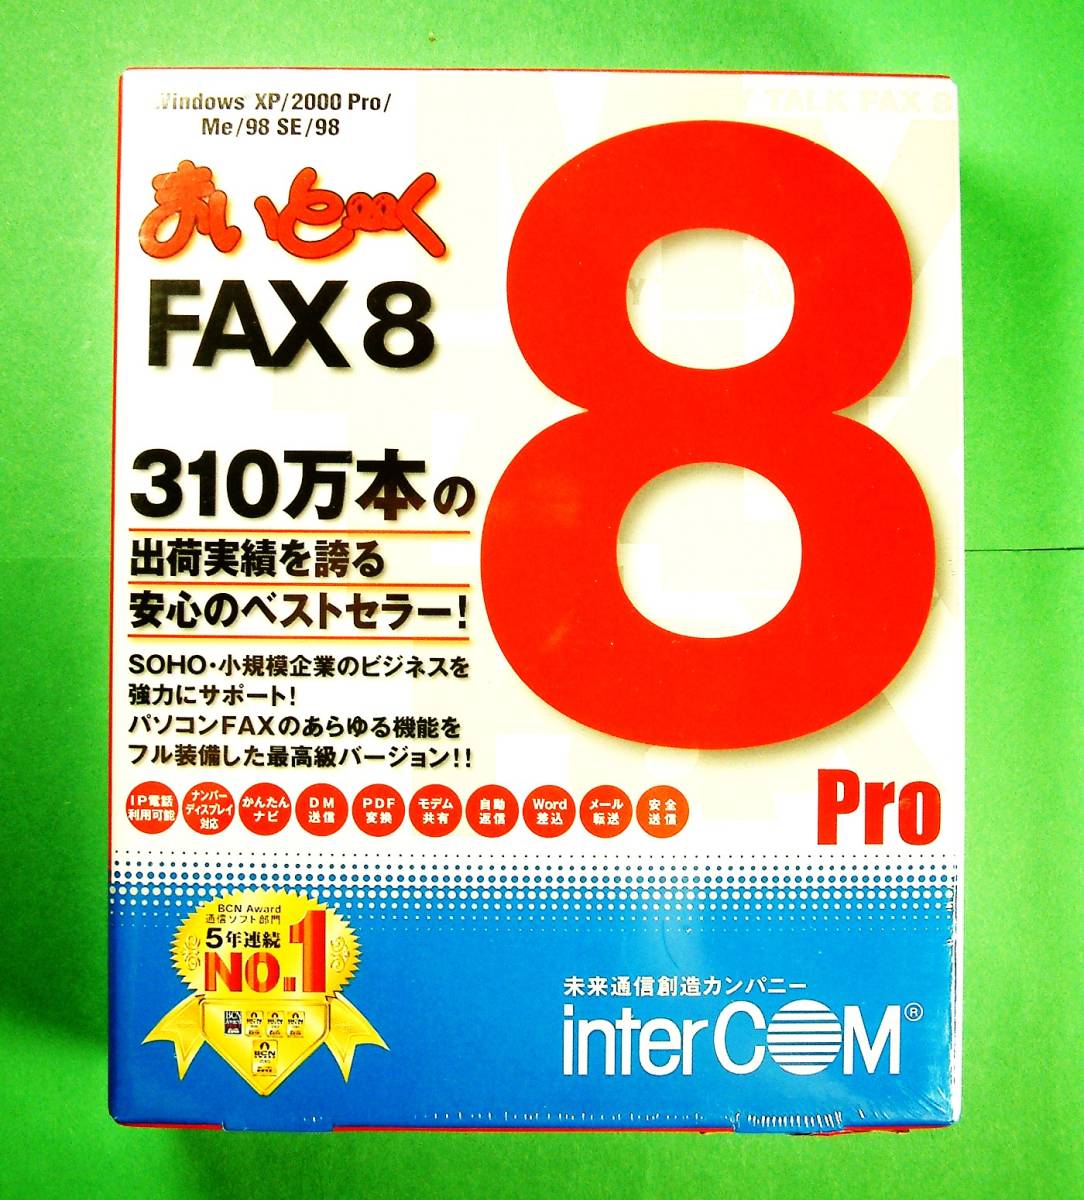 Windows XP/2000 Pro/
Me/98 SE/98
Y TALK FAX 8
まいと〜く
FAX 8
8
310万本の
出荷実績を誇る
安心のベストセラー!
SOHO・小規模企業のビジネスを
強力にサポート!
パソコンFAXのあらゆる機能を
フル装備した最高級バージョン!!
Pro
IP電話
利用可能
ナンバー
ディスプレイ
対応
かんたん
ナビ
DM
送信
PDF
変換
モデム
共有
自動
返信
Word
差込
メール
転送
安全
送信
BCN Award
通信ソフト部門
5年連続
NO.1
未来通信創造カンパニー
interCOM®